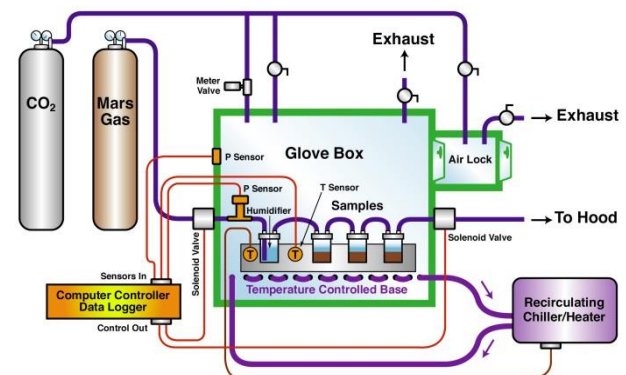 Exhaust
Meter
Valve
CO₂
Mars
Gas
Exhaust
P Sensor
Glove Box
Air Lock
P Sensor
T Sensor
Humidifier
Samples
To Hood
Solenoid Valve
Solenoid Valve
T
T
Sensors In
Temperature Controlled Base
Computer Controller
Data Logger
Recirculating
Chiller/Heater
Control Out